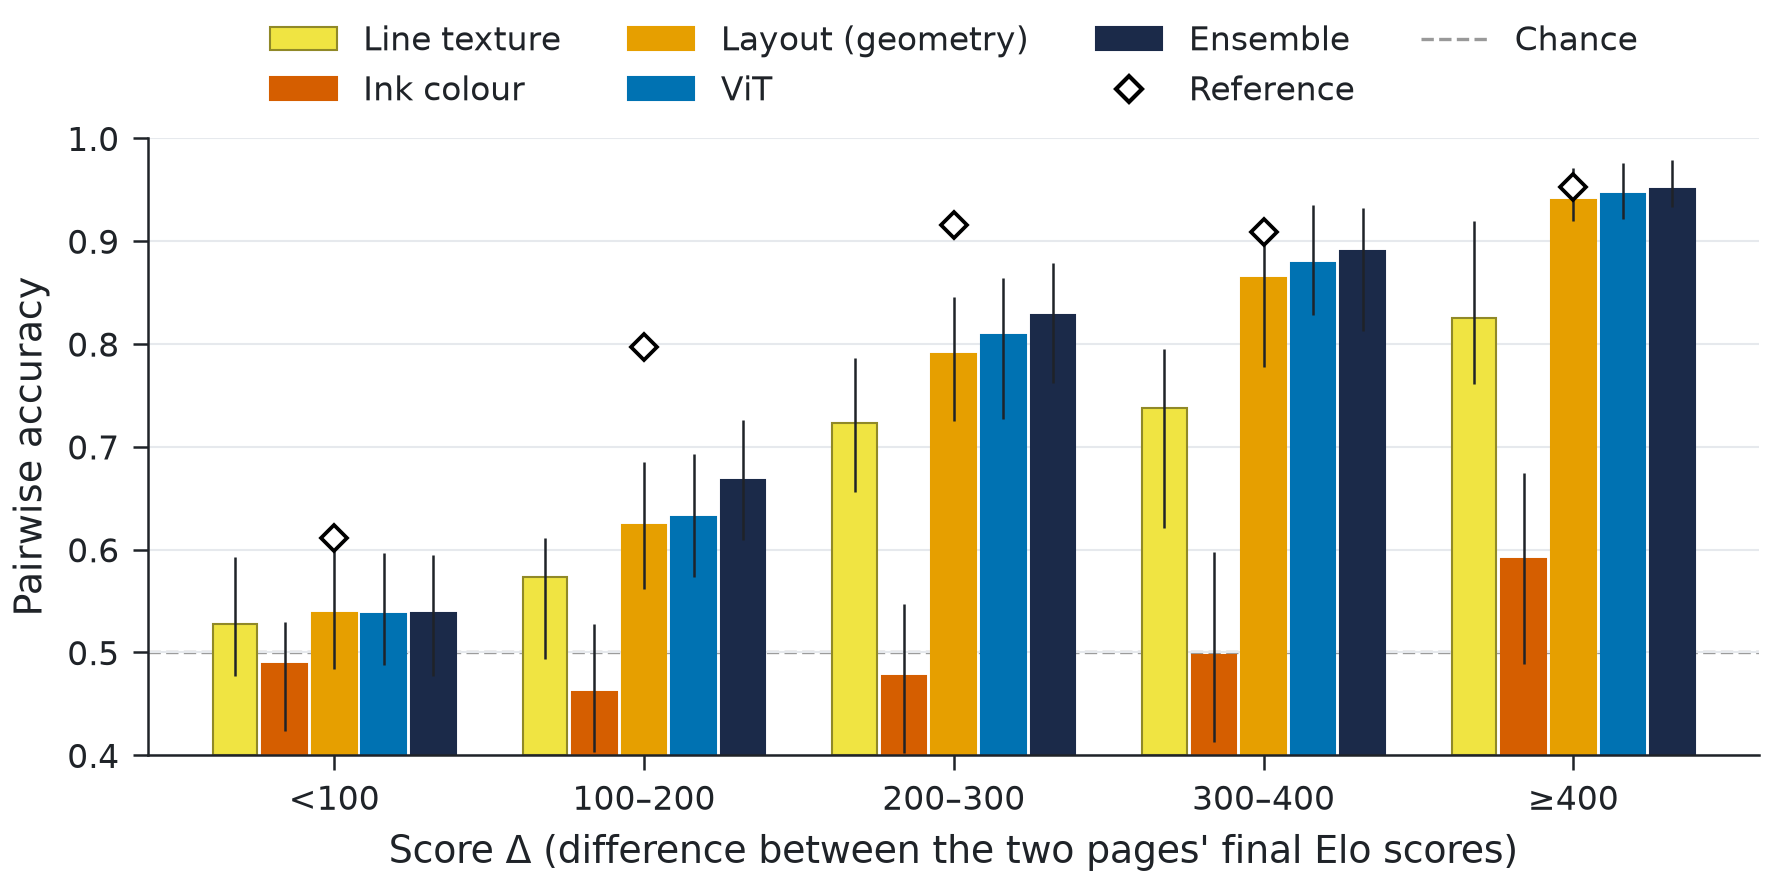 Line texture
Layout (geometry)
Ensemble
Chance
Ink colour
ViT
Reference
1.0
0.9
0.8
0.7
0.6
0.5
0.4
Pairwise accuracy
<100
100–200
200–300
300–400
≥400
Score Δ (difference between the two pages' final Elo scores)